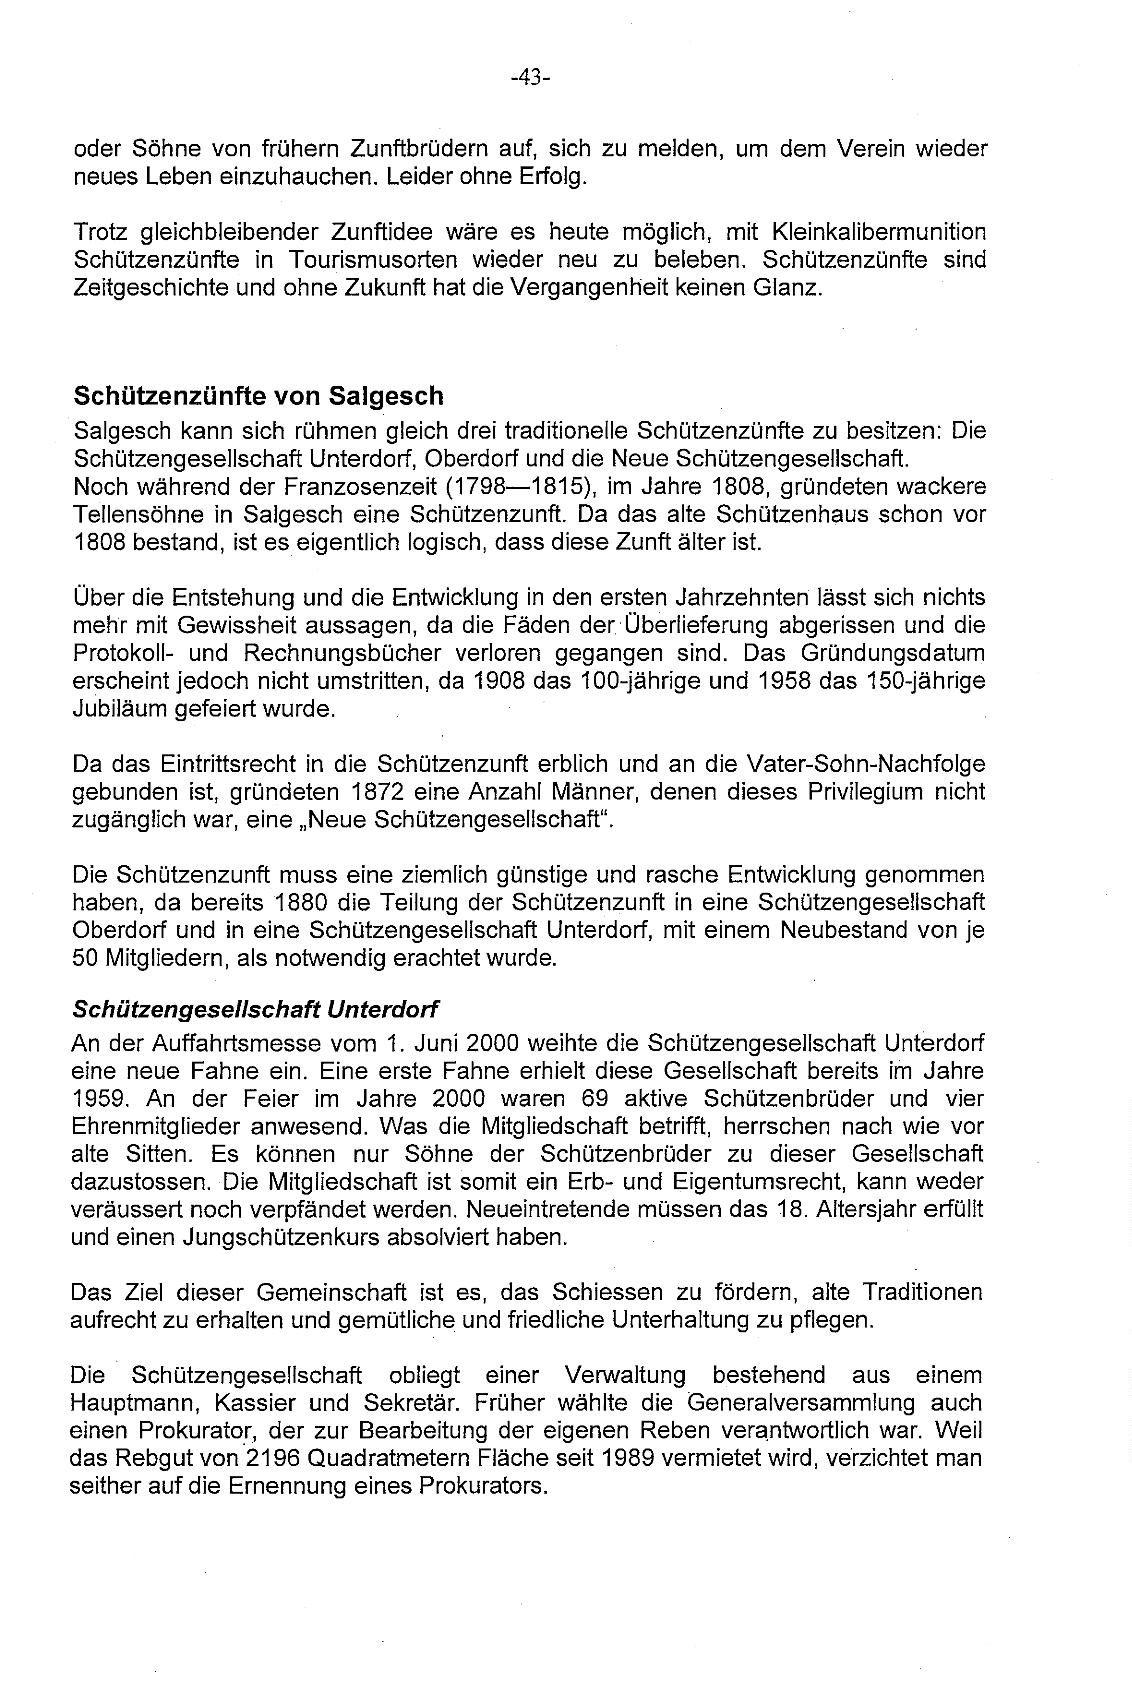 -43-
oder Söhne von frühern Zunftbrüdern auf, sich zu melden, um dem Verein wieder
neues Leben einzuhauchen. Leider ohne Erfolg.
Trotz gleichbleibender Zunftidee wäre es heute möglich, mit Kleinkalibermunition
Schützenzünfte in Tourismusorten wieder neu zu beleben. Schützenzünfte sind
Zeitgeschichte und ohne Zukunft hat die Vergangenheit keinen Glanz.
Schützenzünfte von Salgesch
Salgesch kann sich rühmen gleich drei traditionelle Schützenzünfte zu besitzen: Die
Schützengesellschaft Unterdorf, Oberdorf und die Neue Schützengesellschaft.
Noch während der Franzosenzeit (1798—1815), im Jahre 1808, gründeten wackere
Tellensöhne in Salgesch eine Schützenzunft. Da das alte Schützenhaus schon vor
1808 bestand, ist es eigentlich logisch, dass diese Zunft älter ist.
Über die Entstehung und die Entwicklung in den ersten Jahrzehnten lässt sich nichts
mehr mit Gewissheit aussagen, da die Fäden der Überlieferung abgerissen und die
Protokoll- und Rechnungsbücher verloren gegangen sind. Das Gründungsdatum
erscheint jedoch nicht umstritten, da 1908 das 100-jährige und 1958 das 150-jährige
Jubiläum gefeiert wurde.
Da das Eintrittsrecht in die Schützenzunft erblich und an die Vater-Sohn-Nachfolge
gebunden ist, gründeten 1872 eine Anzahl Männer, denen dieses Privilegium nicht
zugänglich war, eine „Neue Schützengesellschaft“.
Die Schützenzunft muss eine ziemlich günstige und rasche Entwicklung genommen
haben, da bereits 1880 die Teilung der Schützenzunft in eine Schützengesellschaft
Oberdorf und in eine Schützengesellschaft Unterdorf, mit einem Neubestand von je
50 Mitgliedern, als notwendig erachtet wurde.
Schützengesellschaft Unterdorf
An der Auffahrtsmesse vom 1. Juni 2000 weihte die Schützengesellschaft Unterdorf
eine neue Fahne ein. Eine erste Fahne erhielt diese Gesellschaft bereits im Jahre
1959. An der Feier im Jahre 2000 waren 69 aktive Schützenbrüder und vier
Ehrenmitglieder anwesend. Was die Mitgliedschaft betrifft, herrschen nach wie vor
alte Sitten. Es können nur Söhne der Schützenbrüder zu dieser Gesellschaft
dazustossen. Die Mitgliedschaft ist somit ein Erb- und Eigentumsrecht, kann weder
veräussert noch verpfändet werden. Neueintretende müssen das 18. Altersjahr erfüllt
und einen Jungschützenkurs absolviert haben.
Das Ziel dieser Gemeinschaft ist es, das Schiessen zu fördern, alte Traditionen
aufrecht zu erhalten und gemütliche und friedliche Unterhaltung zu pflegen.
Die Schützengesellschaft obliegt einer Verwaltung bestehend aus einem
Hauptmann, Kassier und Sekretär. Früher wählte die Generalversammlung auch
einen Prokurator, der zur Bearbeitung der eigenen Reben verantwortlich war. Weil
das Rebgut von 2196 Quadratmetern Fläche seit 1989 vermietet wird, verzichtet man
seither auf die Ernennung eines Prokurators.